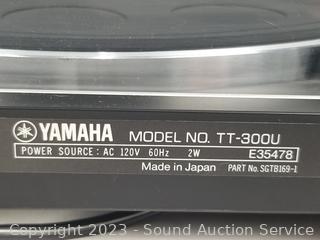 YAMAHA MODEL NO. TT-300U
POWER SOURCE : AC 120V 60Hz 2W E35478
Made in Japan PART No. SGTB169-1
Copyright © 2023 - Sound Auction Service